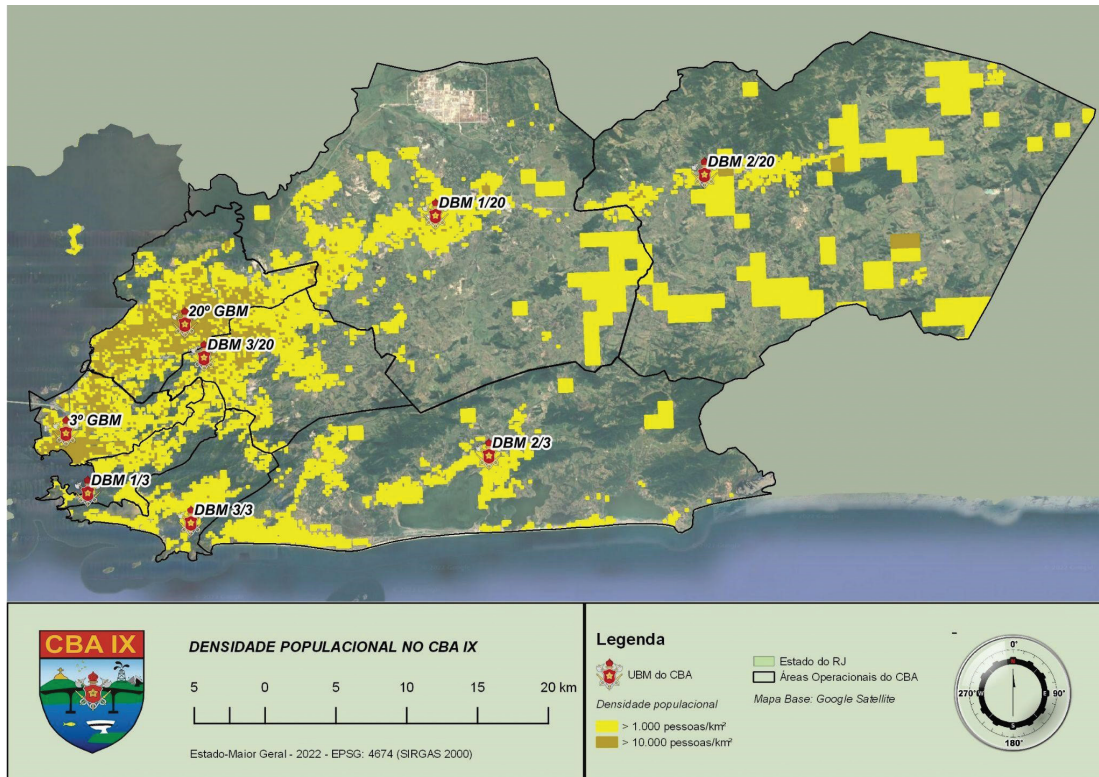 DBM 2/20
DBM 1/20
20º GBM
DBM 3/20
3º GBM
DBM 2/3
DBM 1/3
DBM 3/3
CBA IX
DENSIDADE POPULACIONAL NO CBA IX
5 0 5 10 15 20 km
Estado-Maior Geral - 2022 - EPSG: 4674 (SIRGAS 2000)
Legenda
UBM do CBA
Densidade populacional
> 1.000 pessoas/km²
> 10.000 pessoas/km²
Estado do RJ
Áreas Operacionais do CBA
Mapa Base: Google Satellite
0°
270° 90°
180°
N
W E
S